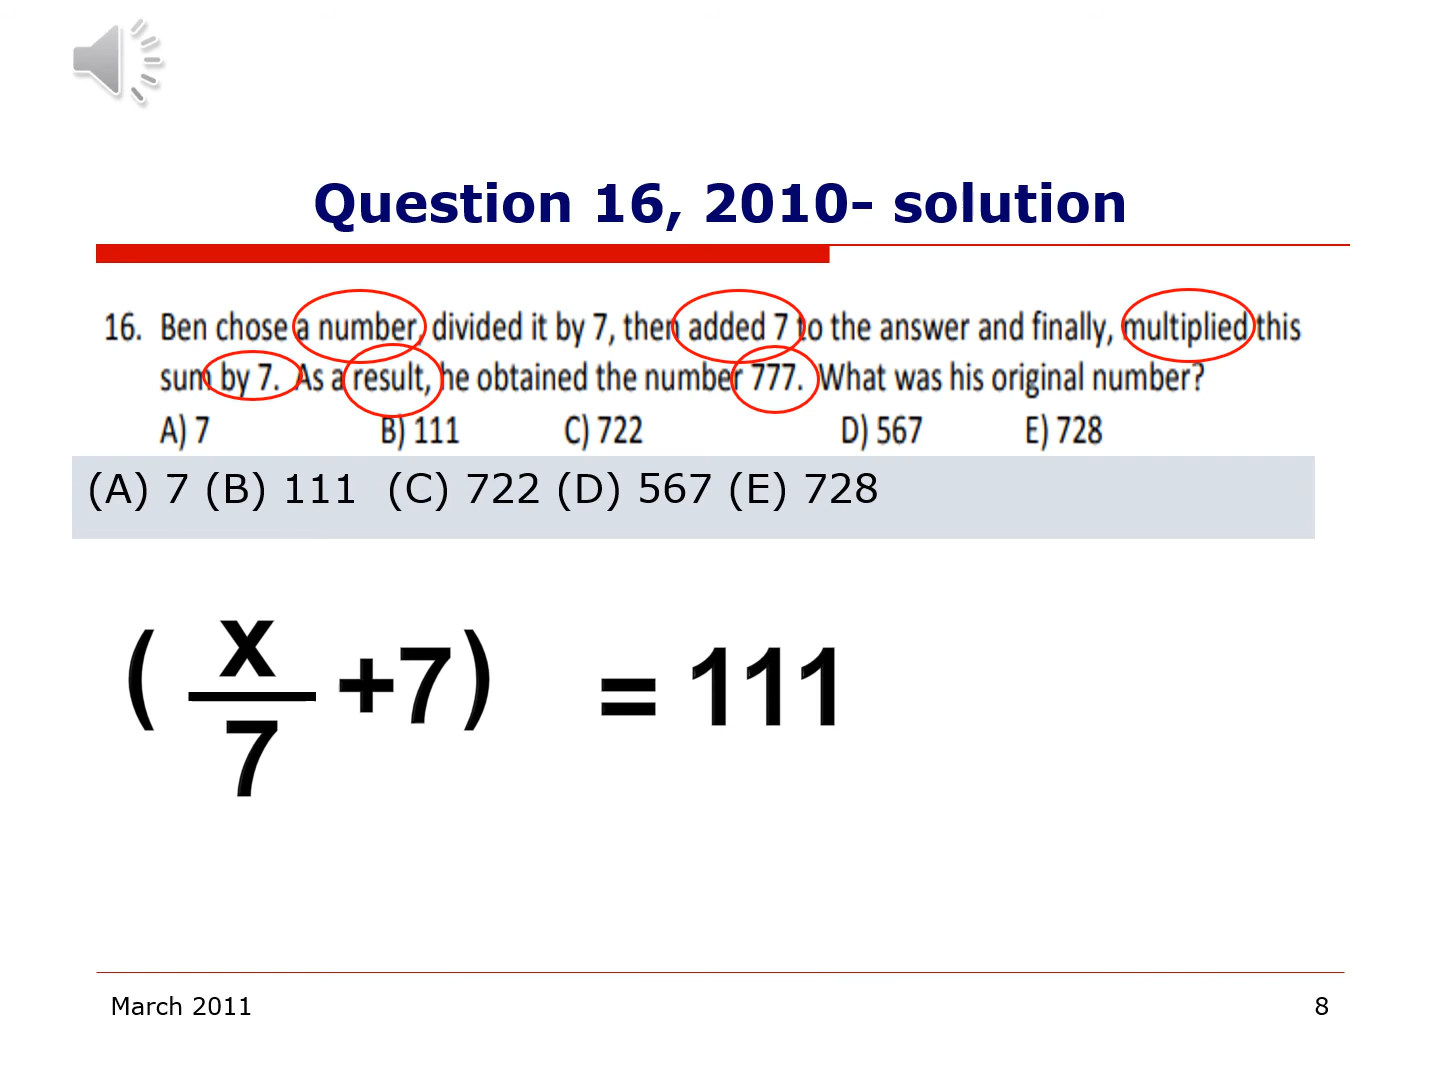 Question 16, 2010- solution
16. Ben chose a number, divided it by 7, then added 7 to the answer and finally, multiplied this
sum by 7. As a result, he obtained the number 777. What was his original number?
A) 7 B) 111 C) 722 D) 567 E) 728
(A) 7 (B) 111 (C) 722 (D) 567 (E) 728
( x/7 +7 ) = 111
March 2011 8